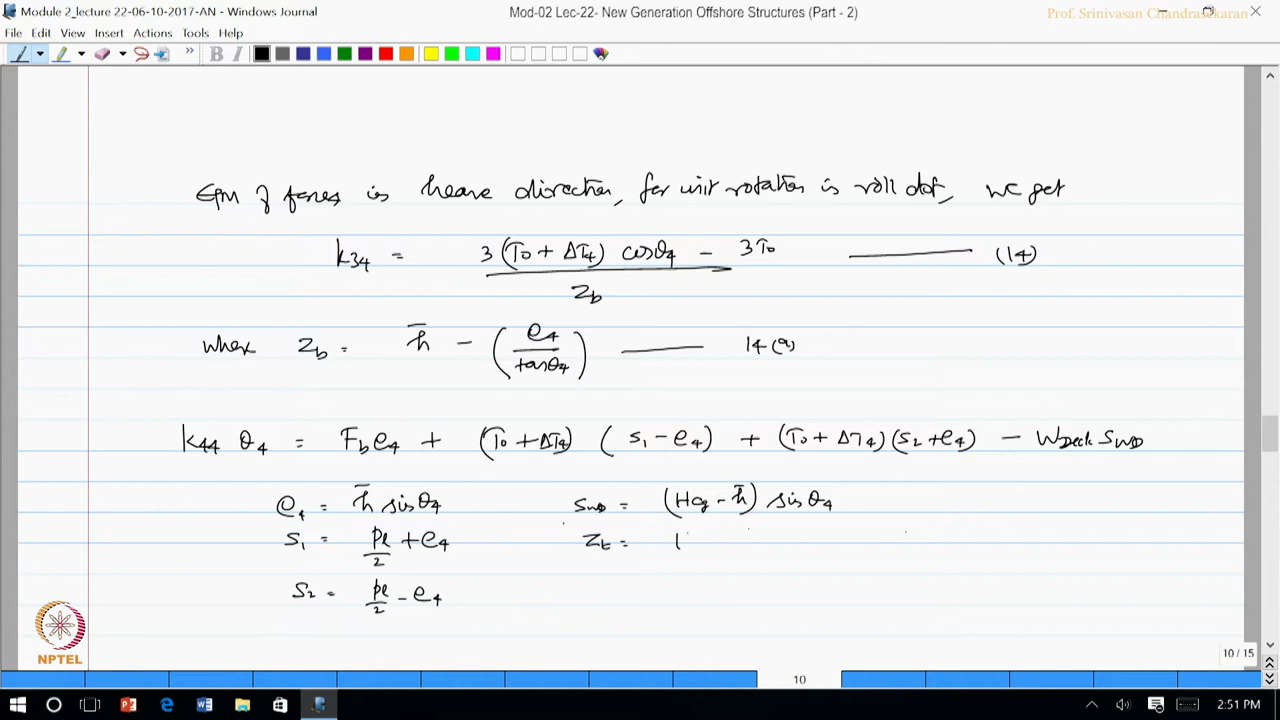 Module 2_lecture 22-06-10-2017-AN - Windows Journal
Mod-02 Lec-22- New Generation Offshore Structures (Part - 2)
Prof. Srinivasan Chandrasekaran
File Edit View Insert Actions Tools Help
B I
Eqn of forces in heave direction, for unit rotation in roll dof, we get
k34 = 3 (T0 + ΔT4) cosθ4 - 3T0 / Zb (14)
where Zb = h̄ - (e4 / tanθ4) 14(a)
k44 θ4 = Fb e4 + (T0 + ΔT4) (s1 - e4) + (T0 + ΔT4) (s2 + e4) - WDeck SWD
e4 = h̄ sinθ4 SWD = (HCg - h̄) sinθ4
s1 = Pl/2 + e4 Zt =
s2 = Pl/2 - e4
NPTEL
10 / 15
10
2:51 PM